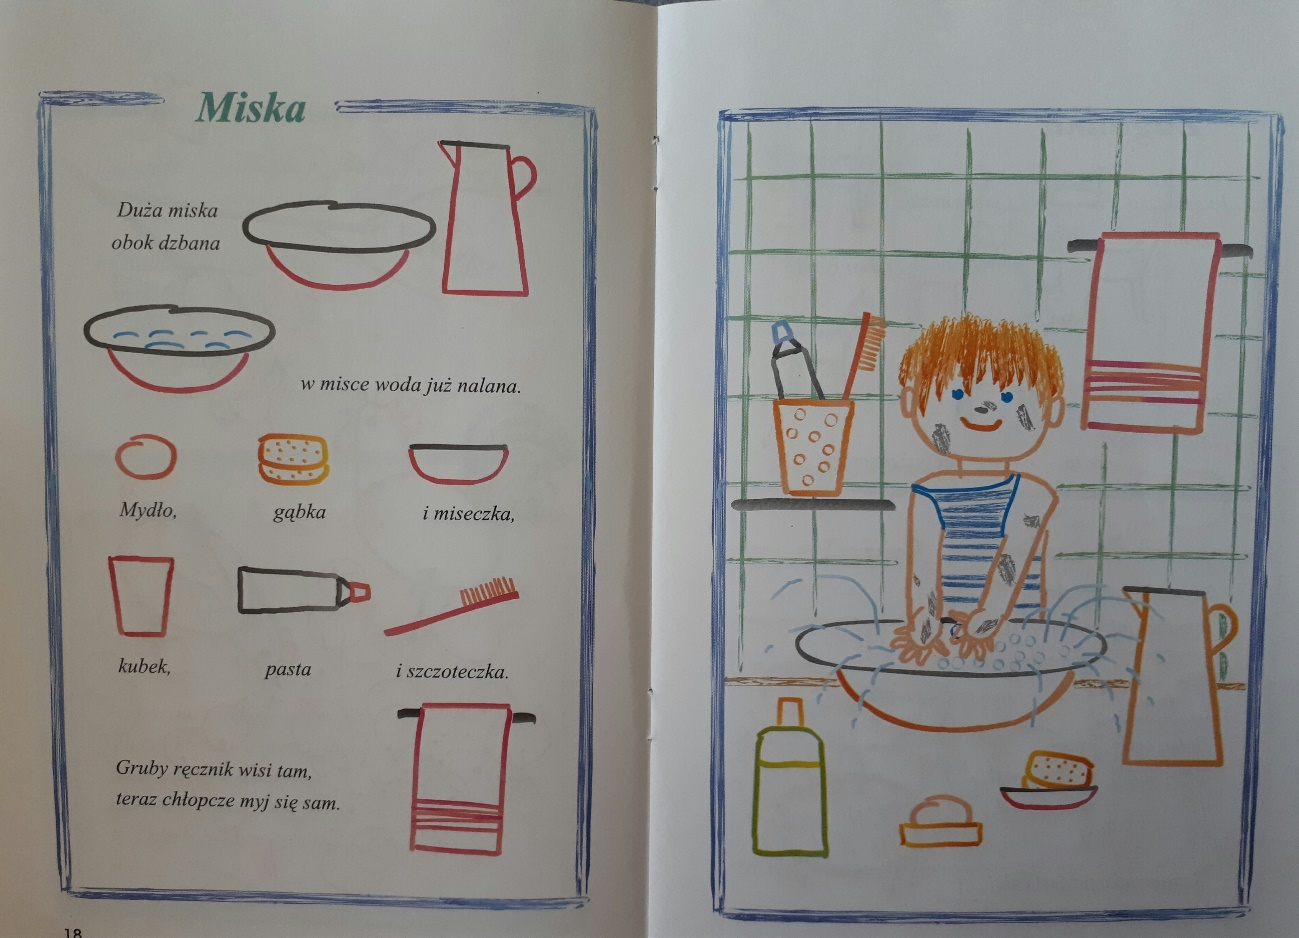 Miska
Duża miska
obok dzbana
w misce woda już nalana.
Mydło,
gąbka
i miseczka,
kubek,
pasta
i szczoteczka.
Gruby ręcznik wisi tam,
teraz chłopcze myj się sam.
18